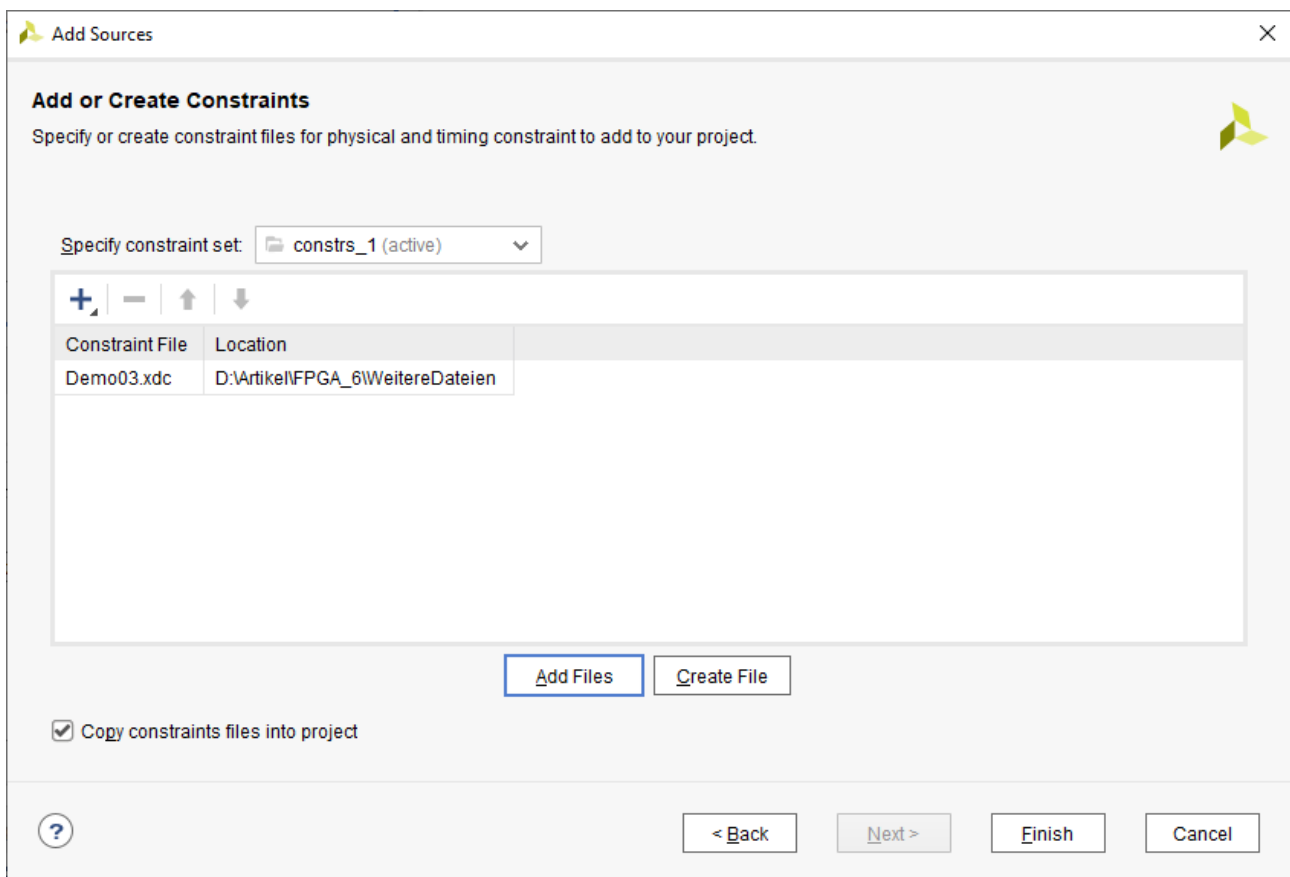 Add Sources
Add or Create Constraints
Specify or create constraint files for physical and timing constraint to add to your project.
Specify constraint set: constrs_1 (active)
Constraint File Location
Demo03.xdc D:\Artikel\FPGA_6\WeitereDateien
Add Files Create File
Copy constraints files into project
? < Back Next > Finish Cancel